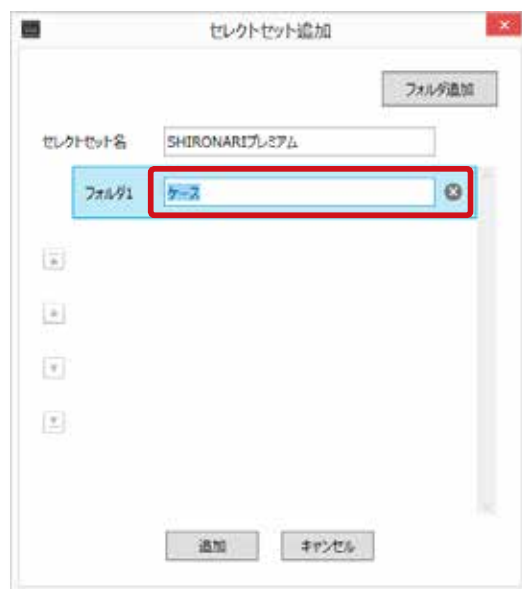 セレクトセット追加
フォルダ追加
セレクトセット名 SHIRONARIプレミアム
フォルダ1 ケース
追加 キャンセル